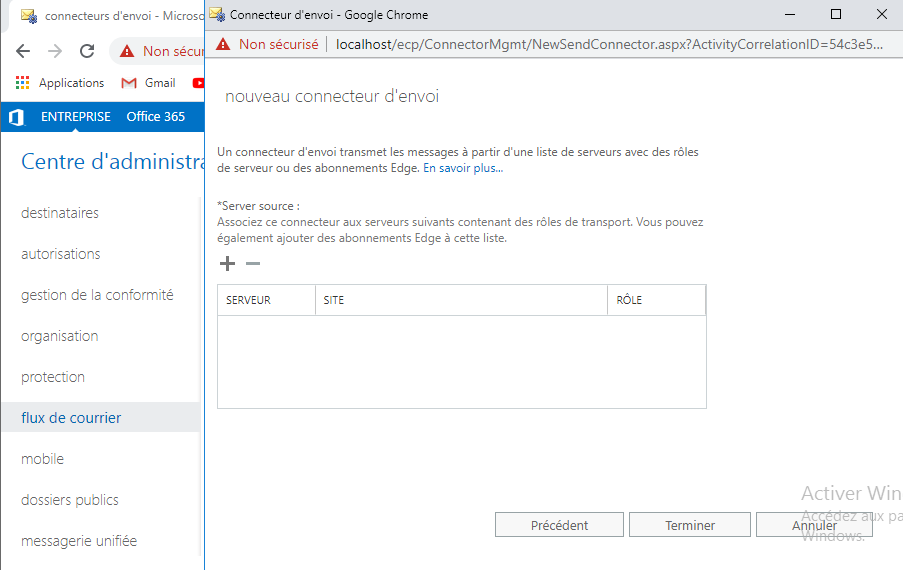 connecteurs d'envoi - Microso
Connecteur d'envoi - Google Chrome
Non sécur
Non sécurisé
localhost/ecp/ConnectorMgmt/NewSendConnector.aspx?ActivityCorrelationID=54c3e5...
Applications
Gmail
ENTREPRISE
Office 365
Centre d'administra
destinataires
autorisations
gestion de la conformité
organisation
protection
flux de courrier
mobile
dossiers publics
messagerie unifiée
nouveau connecteur d'envoi
Un connecteur d'envoi transmet les messages à partir d'une liste de serveurs avec des rôles
de serveur ou des abonnements Edge. En savoir plus...
*Server source :
Associez ce connecteur aux serveurs suivants contenant des rôles de transport. Vous pouvez
également ajouter des abonnements Edge à cette liste.
SERVEUR
SITE
RÔLE
Précédent
Terminer
Annuler
Activer Win
Accédez aux pa
Windows.